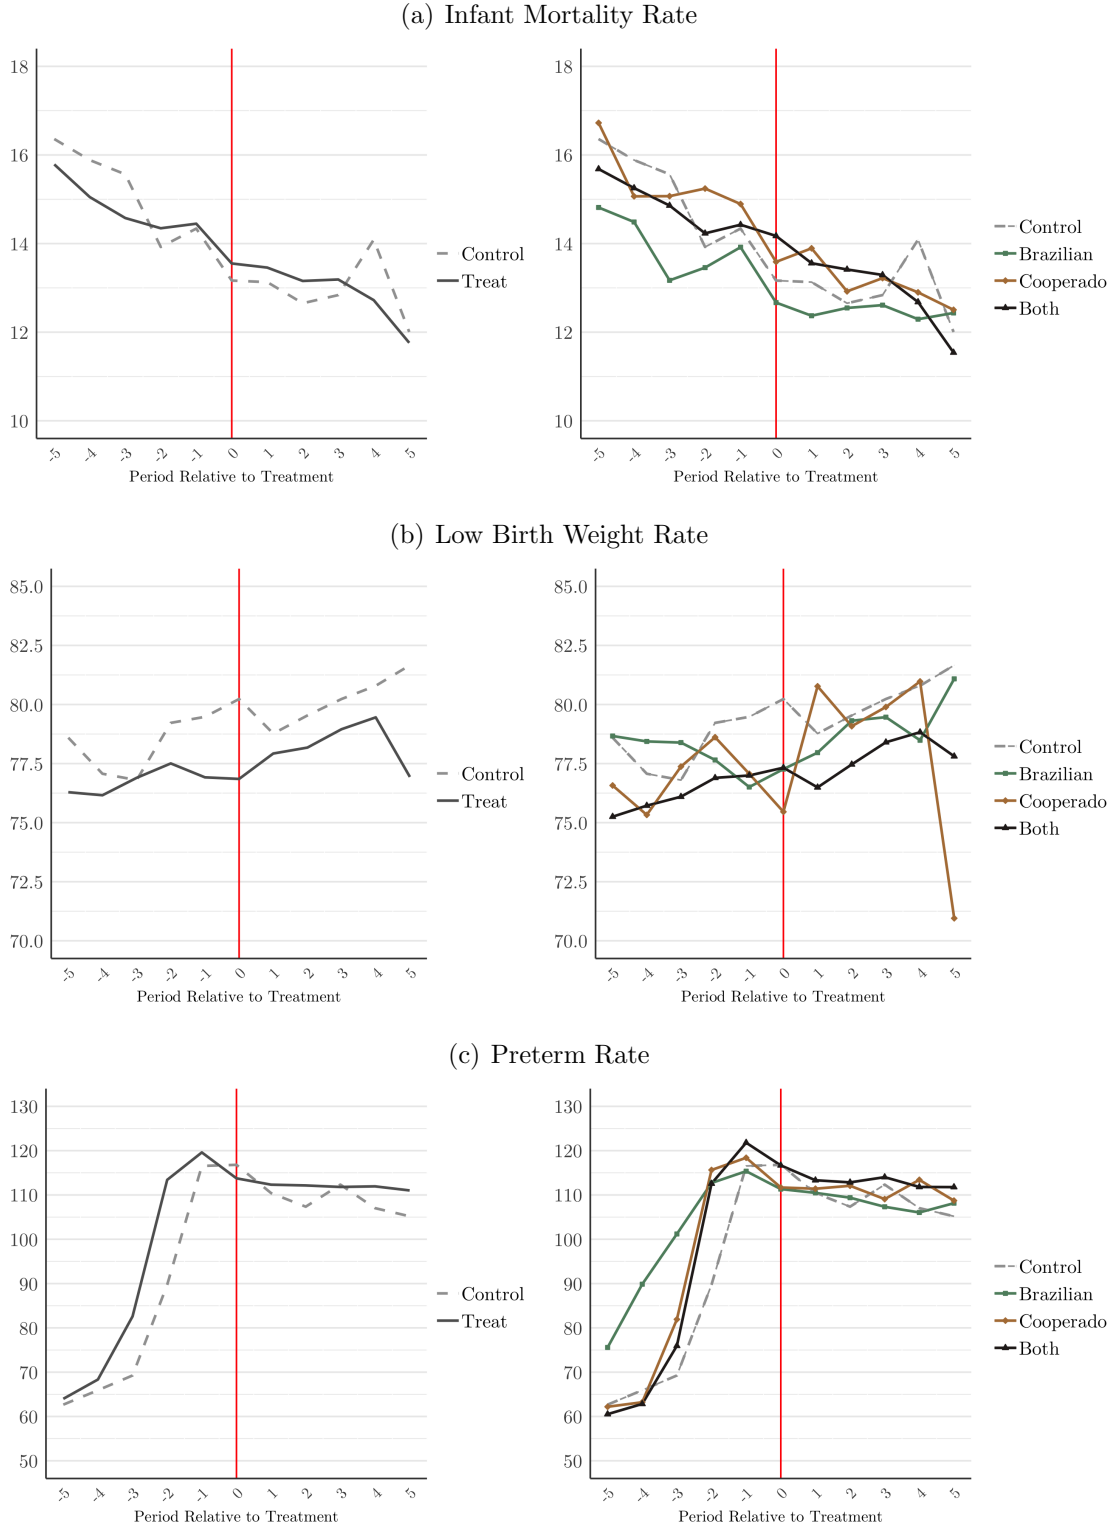 (a) Infant Mortality Rate
18
16
14
12
10
-5 -4 -3 -2 -1 0 1 2 3 4 5
Period Relative to Treatment
Control
Treat
18
16
14
12
10
-5 -4 -3 -2 -1 0 1 2 3 4 5
Period Relative to Treatment
Control
Brazilian
Cooperado
Both
(b) Low Birth Weight Rate
85.0
82.5
80.0
77.5
75.0
72.5
70.0
-5 -4 -3 -2 -1 0 1 2 3 4 5
Period Relative to Treatment
Control
Treat
85.0
82.5
80.0
77.5
75.0
72.5
70.0
-5 -4 -3 -2 -1 0 1 2 3 4 5
Period Relative to Treatment
Control
Brazilian
Cooperado
Both
(c) Preterm Rate
130
120
110
100
90
80
70
60
50
-5 -4 -3 -2 -1 0 1 2 3 4 5
Period Relative to Treatment
Control
Treat
130
120
110
100
90
80
70
60
50
-5 -4 -3 -2 -1 0 1 2 3 4 5
Period Relative to Treatment
Control
Brazilian
Cooperado
Both